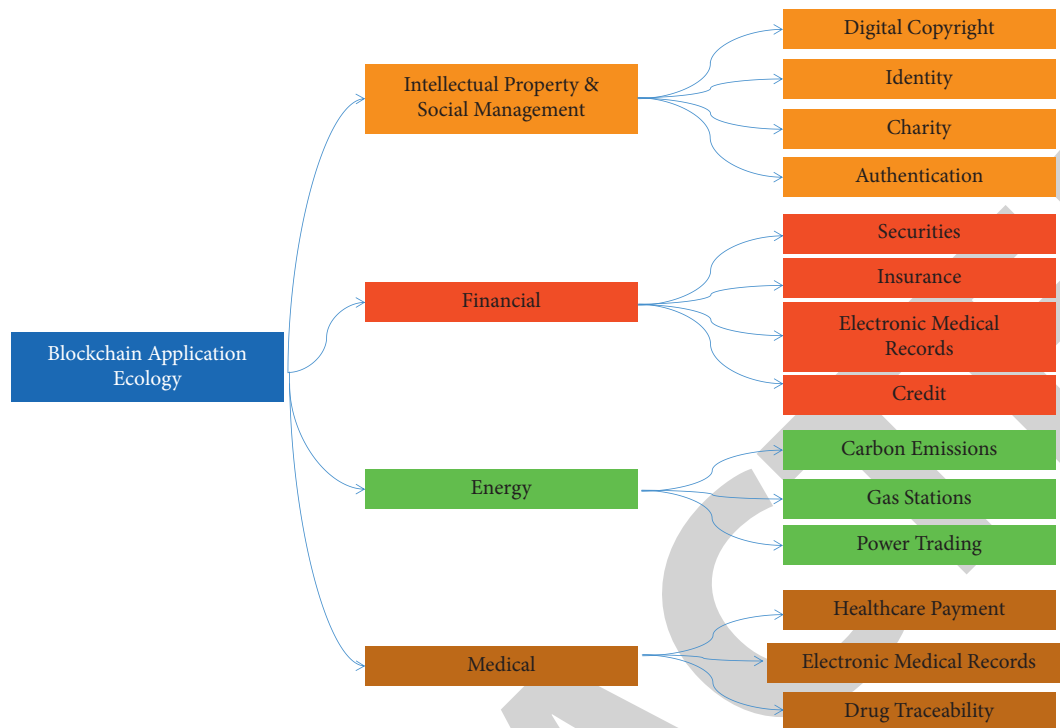 Blockchain Application
Ecology
Intellectual Property &
Social Management
Digital Copyright
Identity
Charity
Authentication
Financial
Securities
Insurance
Electronic Medical
Records
Credit
Energy
Carbon Emissions
Gas Stations
Power Trading
Medical
Healthcare Payment
Electronic Medical Records
Drug Traceability